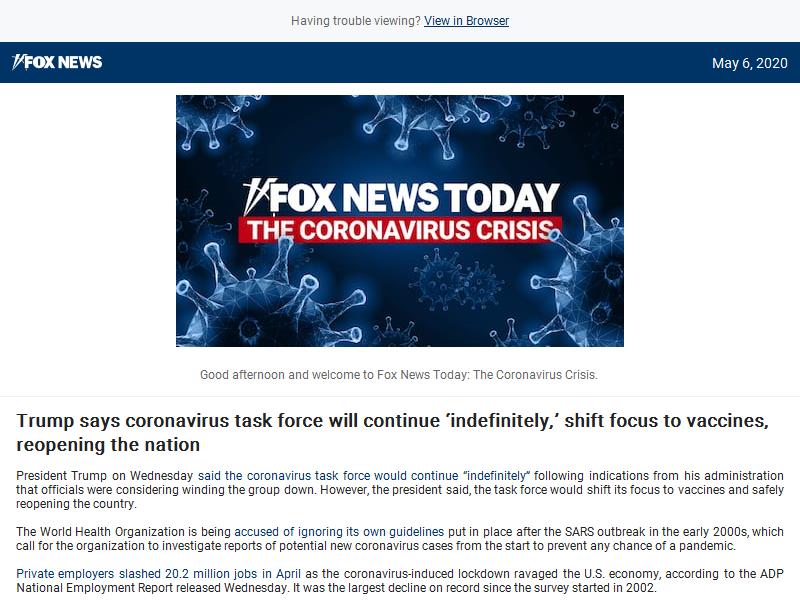 Having trouble viewing? View in Browser
FOX NEWS
May 6, 2020
FOX NEWS TODAY
THE CORONAVIRUS CRISIS
Good afternoon and welcome to Fox News Today: The Coronavirus Crisis.
Trump says coronavirus task force will continue ‘indefinitely,’ shift focus to vaccines,
reopening the nation
President Trump on Wednesday said the coronavirus task force would continue “indefinitely” following indications from his administration
that officials were considering winding the group down. However, the president said, the task force would shift its focus to vaccines and safely
reopening the country.
The World Health Organization is being accused of ignoring its own guidelines put in place after the SARS outbreak in the early 2000s, which
call for the organization to investigate reports of potential new coronavirus cases from the start to prevent any chance of a pandemic.
Private employers slashed 20.2 million jobs in April as the coronavirus-induced lockdown ravaged the U.S. economy, according to the ADP
National Employment Report released Wednesday. It was the largest decline on record since the survey started in 2002.